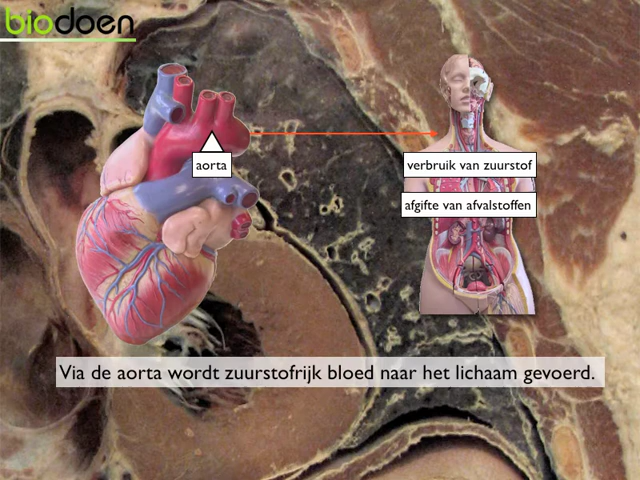 biodoen
aorta
verbruik van zuurstof
afgifte van afvalstoffen
Via de aorta wordt zuurstofrijk bloed naar het lichaam gevoerd.